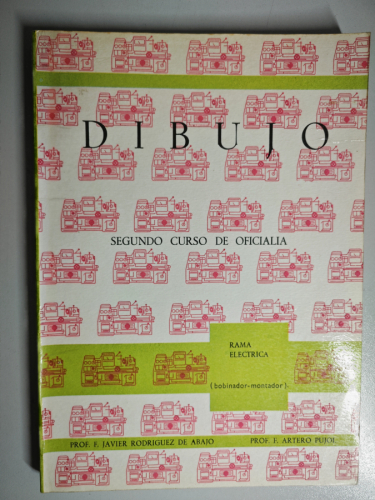 DIBUJO
SEGUNDO CURSO DE OFICIALIA
RAMA
ELECTRICA
(bobinador-montador)
PROF. F. JAVIER RODRIGUEZ DE ABAJO PROF. F. ARTERO PUJOL